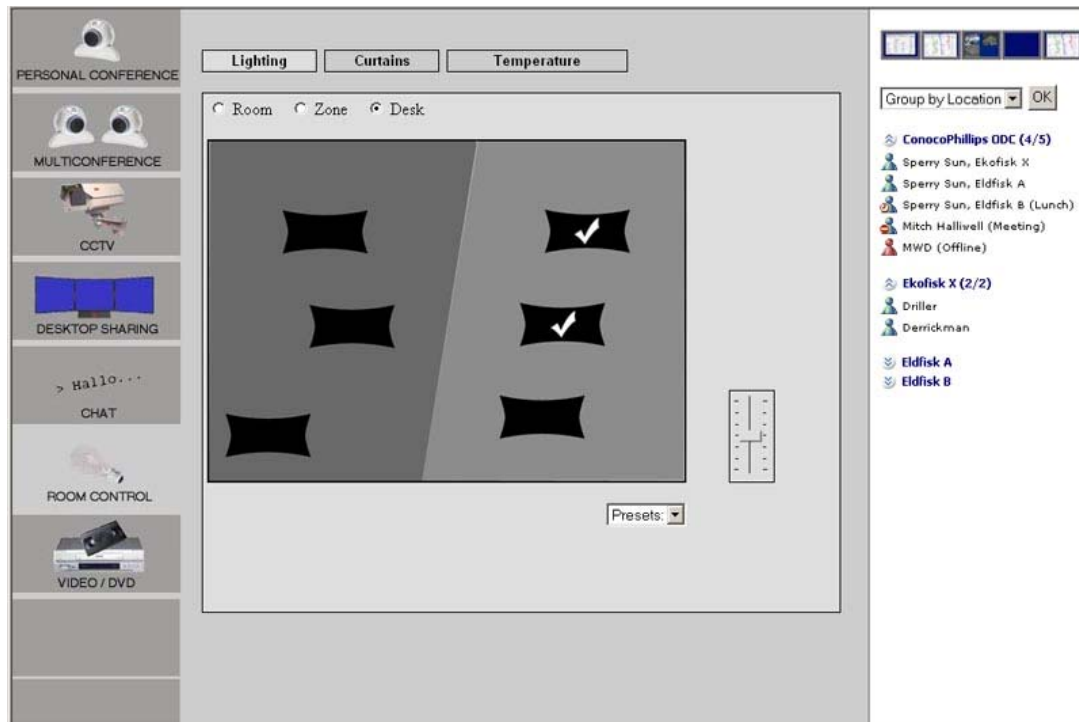 PERSONAL CONFERENCE
MULTICONFERENCE
CCTV
DESKTOP SHARING
> Hallo...
CHAT
ROOM CONTROL
VIDEO / DVD
Lighting
Curtains
Temperature
Room
Zone
Desk
Presets:
Group by Location
OK
ConocoPhillips ODC (4/5)
Sperry Sun, Ekofisk X
Sperry Sun, Eldfisk A
Sperry Sun, Eldfisk B (Lunch)
Mitch Halliwell (Meeting)
MWD (Offline)
Ekofisk X (2/2)
Driller
Derrickman
Eldfisk A
Eldfisk B